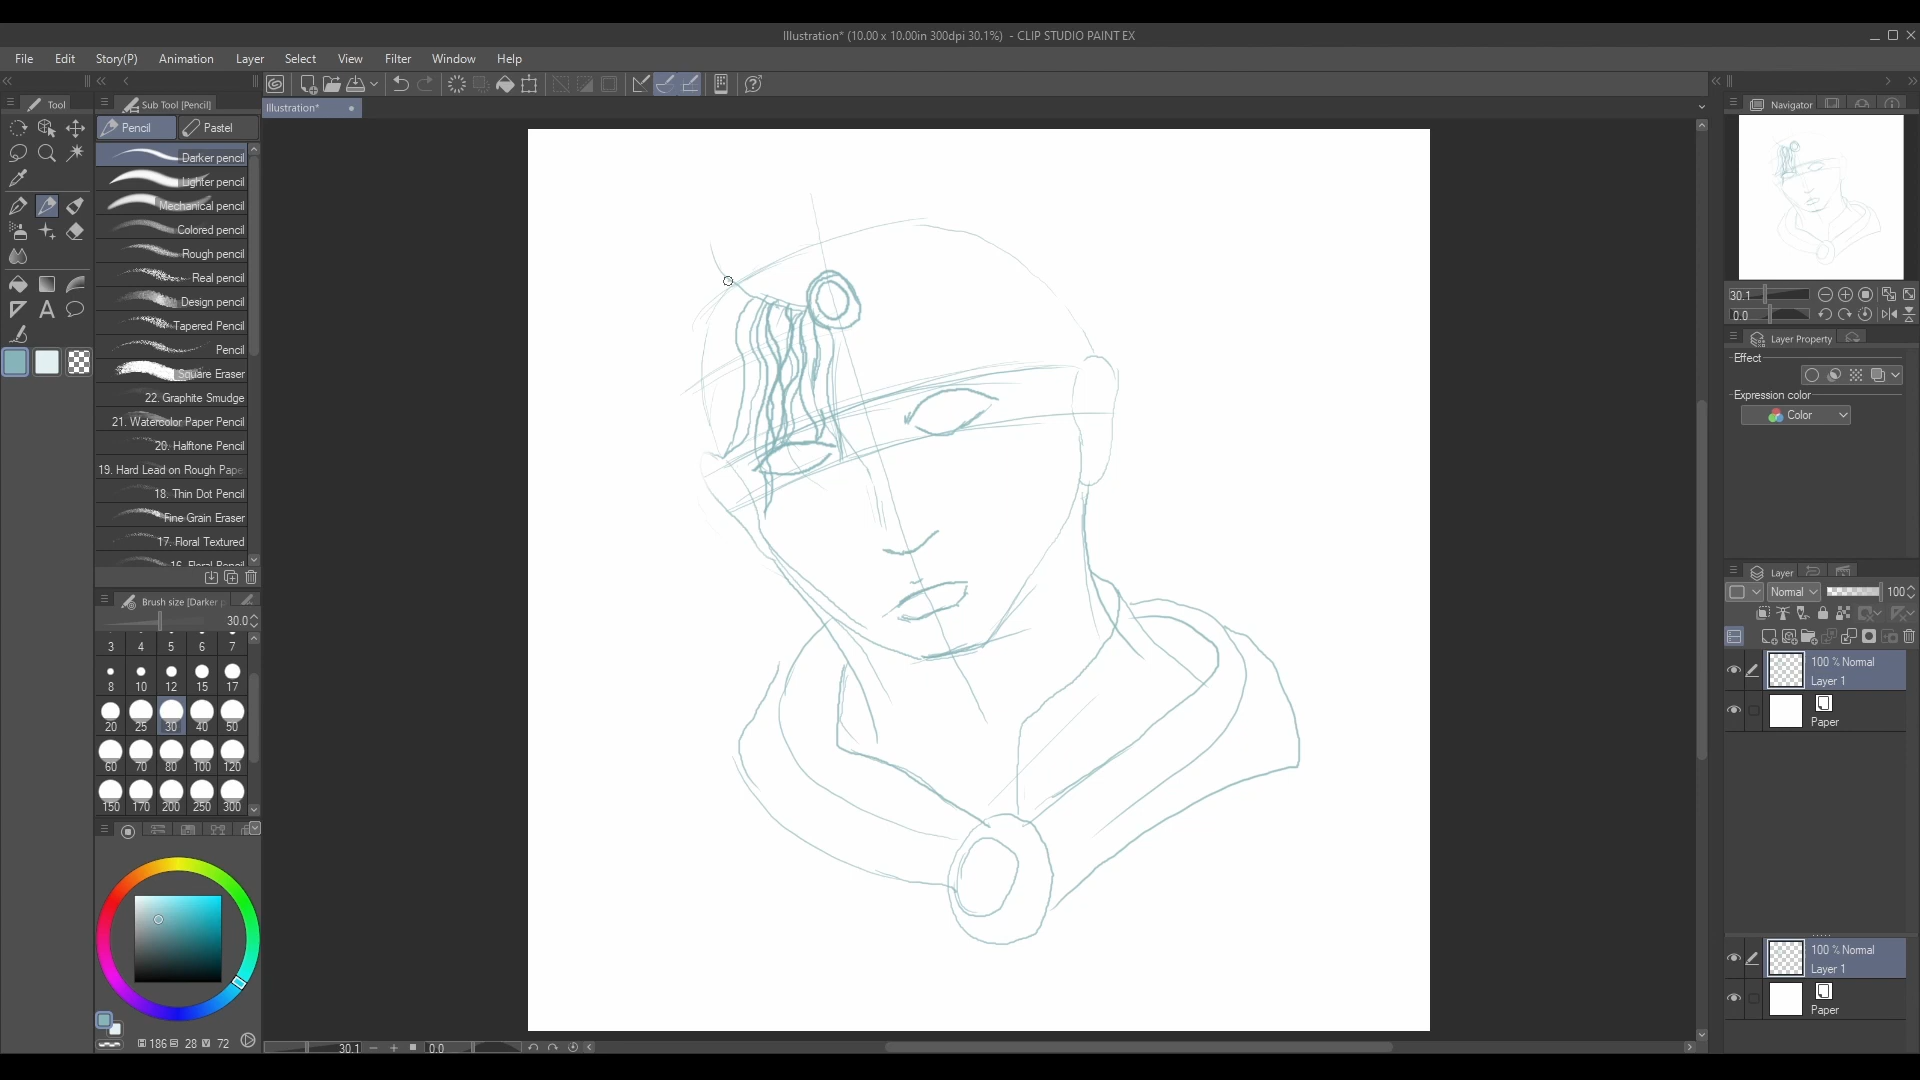 Illustration* (10.00 x 10.00in 300dpi 30.1%) - CLIP STUDIO PAINT EX
File Edit Story(P) Animation Layer Select View Filter Window Help
Tool
Sub Tool [Pencil]
Illustration*
Navigator
Pencil
Pastel
Darker pencil
Lighter pencil
Mechanical pencil
Colored pencil
Rough pencil
Real pencil
Design pencil
Tapered Pencil
Pencil
Square Eraser
22. Graphite Smudge
21. Watercolor Paper Pencil
20. Halftone Pencil
19. Hard Lead on Rough Pape
18. Thin Dot Pencil
Fine Grain Eraser
17. Floral Textured
16. Floral Pencil
Brush size [Darker p
30.0
3 4 5 6 7
8 10 12 15 17
20 25 30 40 50
60 70 80 100 120
150 170 200 250 300
H 186 S 28 V 72
30.1
0.0
30.1
0.0
Layer Property
Effect
Expression color
Color
Layer
Normal
100
100 % Normal
Layer 1
Paper
100 % Normal
Layer 1
Paper